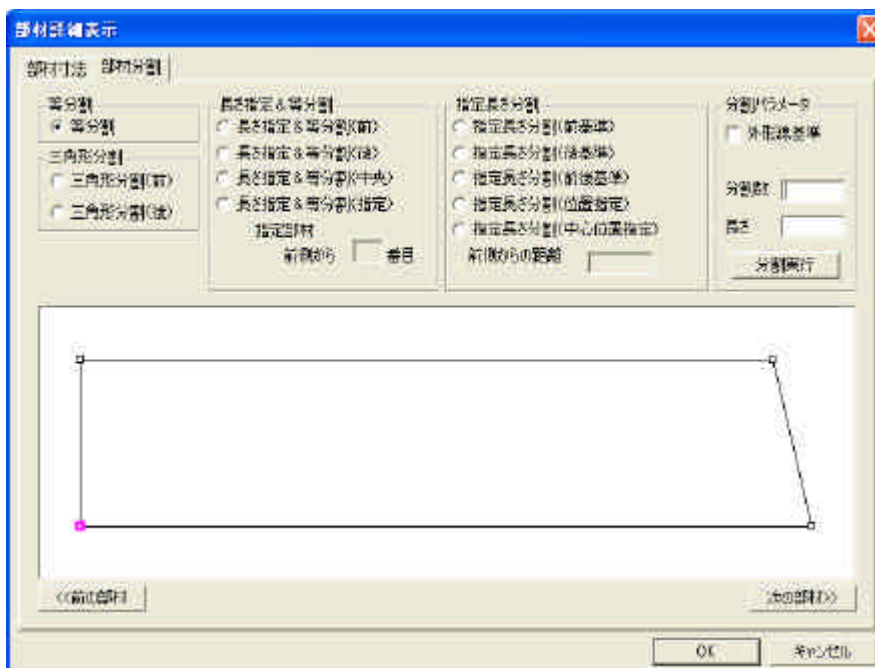 部材詳細表示
部材寸法 部材分割
等分割
等分割
三角形分割
三角形分割(前)
三角形分割(後)
長さ指定&等分割
長さ指定&等分割(前)
長さ指定&等分割(後)
長さ指定&等分割(中央)
長さ指定&等分割(指定)
指定部材
前側から 番目
指定長さ分割
指定長さ分割(前基準)
指定長さ分割(後基準)
指定長さ分割(前後基準)
指定長さ分割(位置指定)
指定長さ分割(中心位置指定)
前側からの距離
分割パラメータ
外形線基準
分割数
長さ
分割実行
<<前の部材
次の部材>>
OK キャンセル